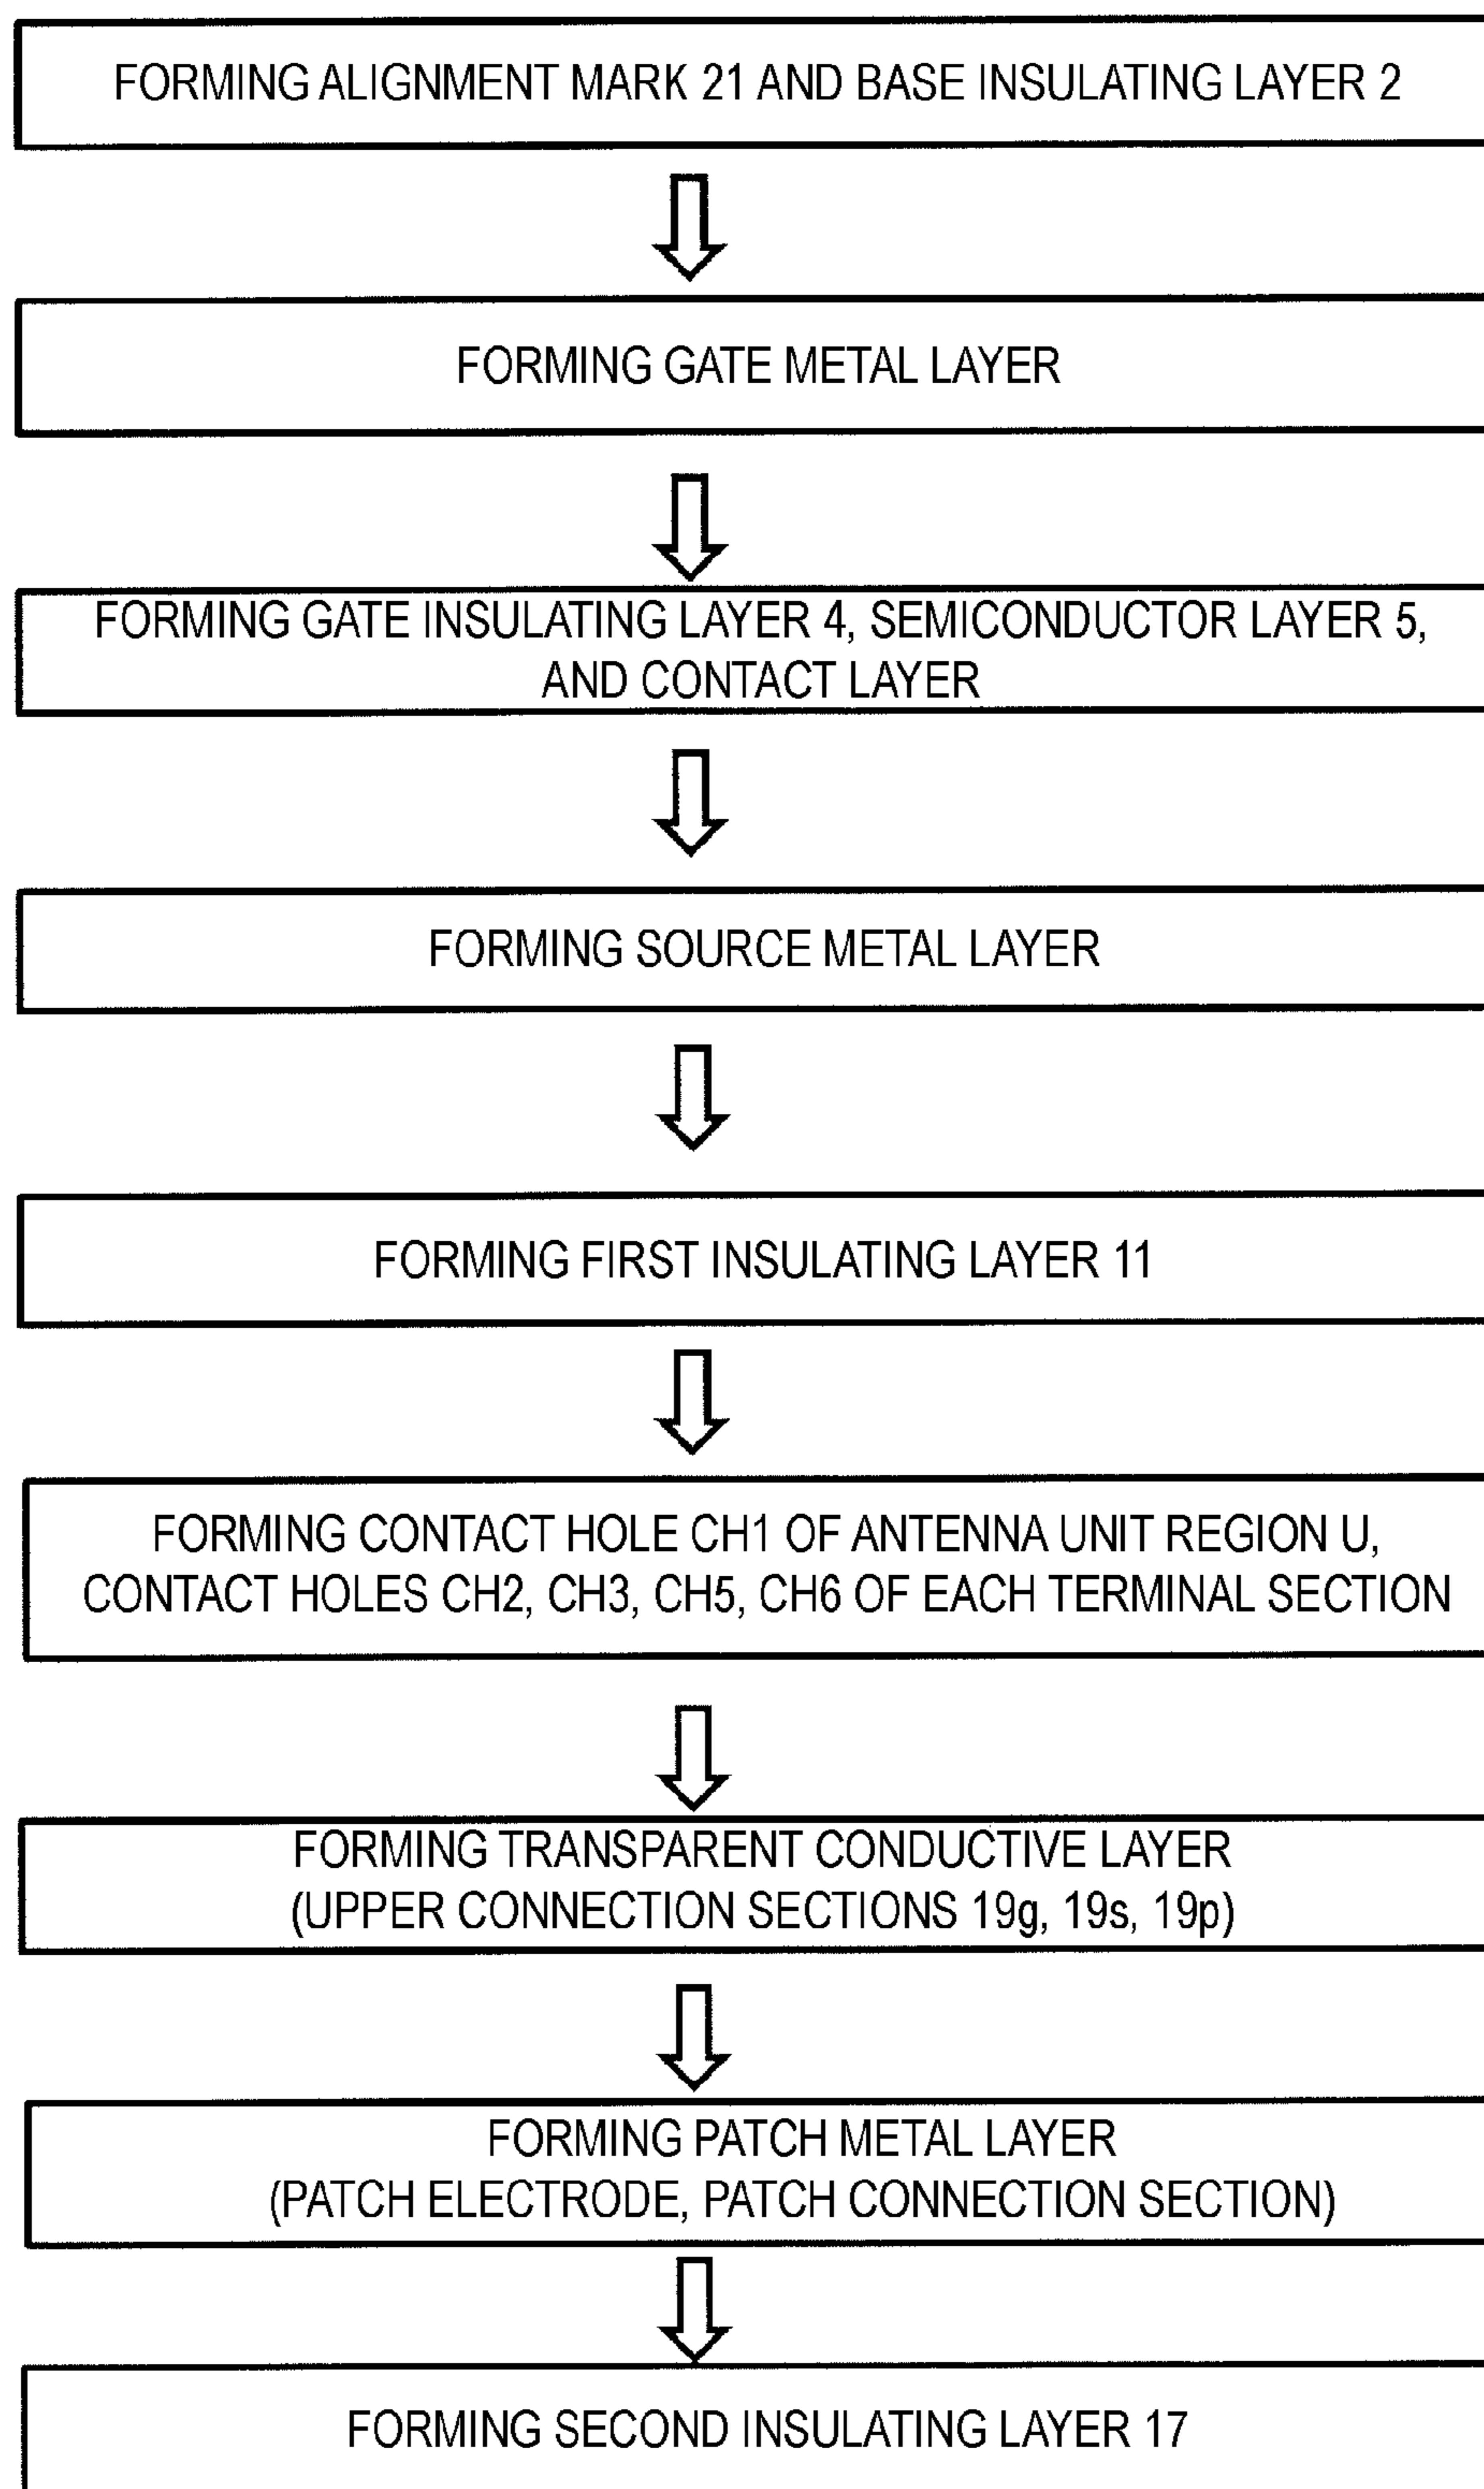 FORMING ALIGNMENT MARK 21 AND BASE INSULATING LAYER 2
FORMING GATE METAL LAYER
FORMING GATE INSULATING LAYER 4, SEMICONDUCTOR LAYER 5,
AND CONTACT LAYER
FORMING SOURCE METAL LAYER
FORMING FIRST INSULATING LAYER 11
FORMING CONTACT HOLE CH1 OF ANTENNA UNIT REGION U,
CONTACT HOLES CH2, CH3, CH5, CH6 OF EACH TERMINAL SECTION
FORMING TRANSPARENT CONDUCTIVE LAYER
(UPPER CONNECTION SECTIONS 19g, 19s, 19p)
FORMING PATCH METAL LAYER
(PATCH ELECTRODE, PATCH CONNECTION SECTION)
FORMING SECOND INSULATING LAYER 17